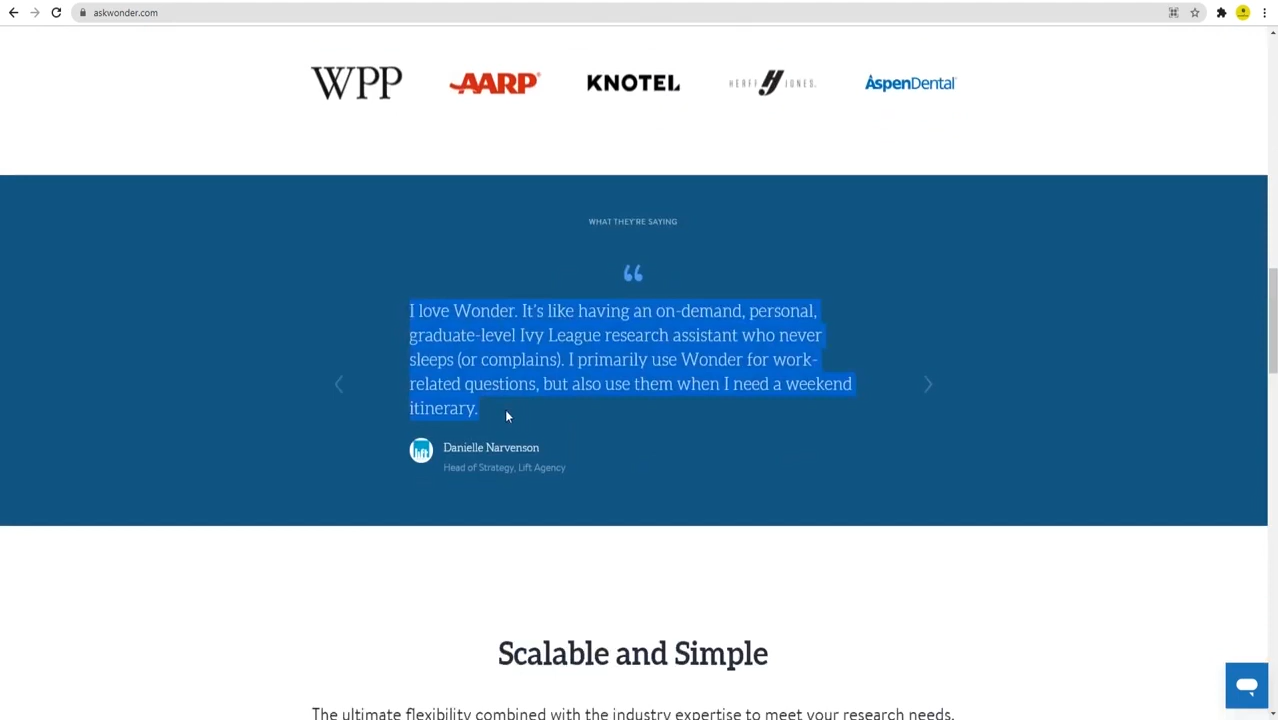 askwonder.com
WPP
AARP
KNOTEL
HERFF JONES.
AspenDental
WHAT THEY'RE SAYING
I love Wonder. It's like having an on-demand, personal,
graduate-level Ivy League research assistant who never
sleeps (or complains). I primarily use Wonder for work-
related questions, but also use them when I need a weekend
itinerary.
Danielle Narvenson
Head of Strategy, Lift Agency
Scalable and Simple
The ultimate flexibility combined with the industry expertise to meet your research needs.